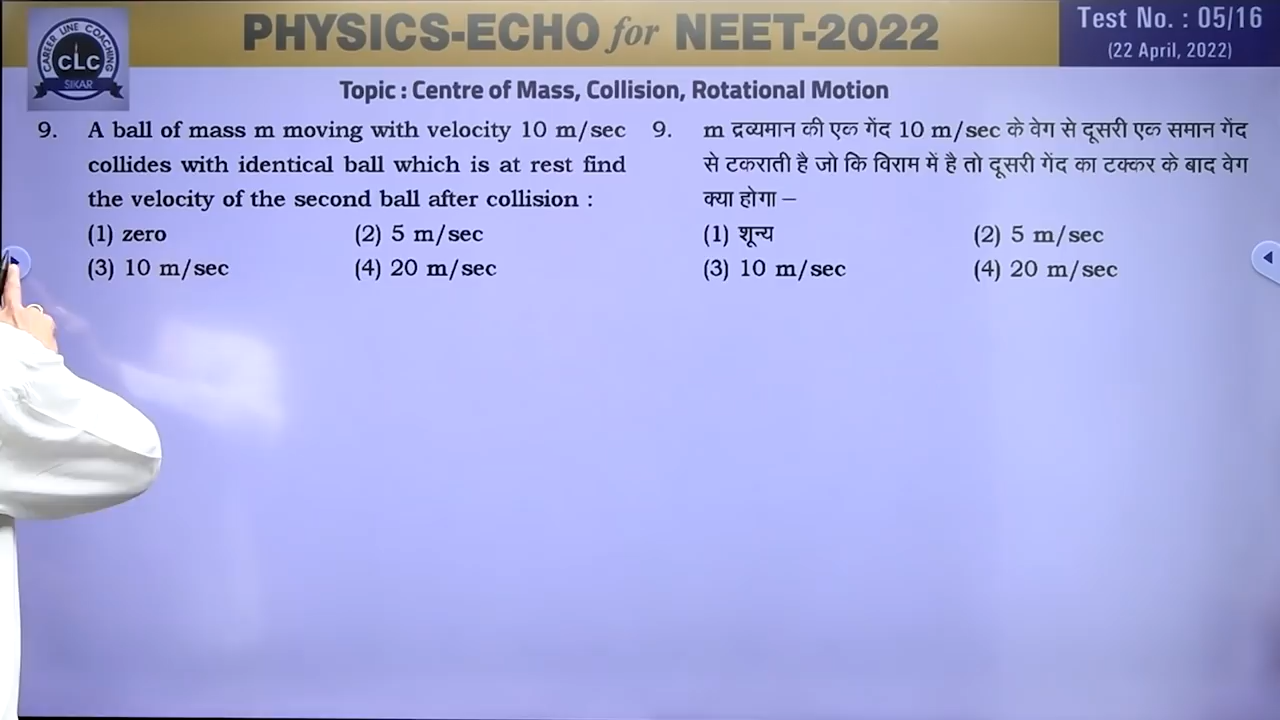 PHYSICS-ECHO for NEET-2022
Test No. : 05/16
(22 April, 2022)
CAREER LINE COACHING
CLC
SIKAR
Topic : Centre of Mass, Collision, Rotational Motion
9. A ball of mass m moving with velocity 10 m/sec
collides with identical ball which is at rest find
the velocity of the second ball after collision :
(1) zero (2) 5 m/sec
(3) 10 m/sec (4) 20 m/sec
9. m द्रव्यमान की एक गेंद 10 m/sec के वेग से दूसरी एक समान गेंद
से टकराती है जो कि विराम में है तो दूसरी गेंद का टक्कर के बाद वेग
क्या होगा –
(1) शून्य (2) 5 m/sec
(3) 10 m/sec (4) 20 m/sec